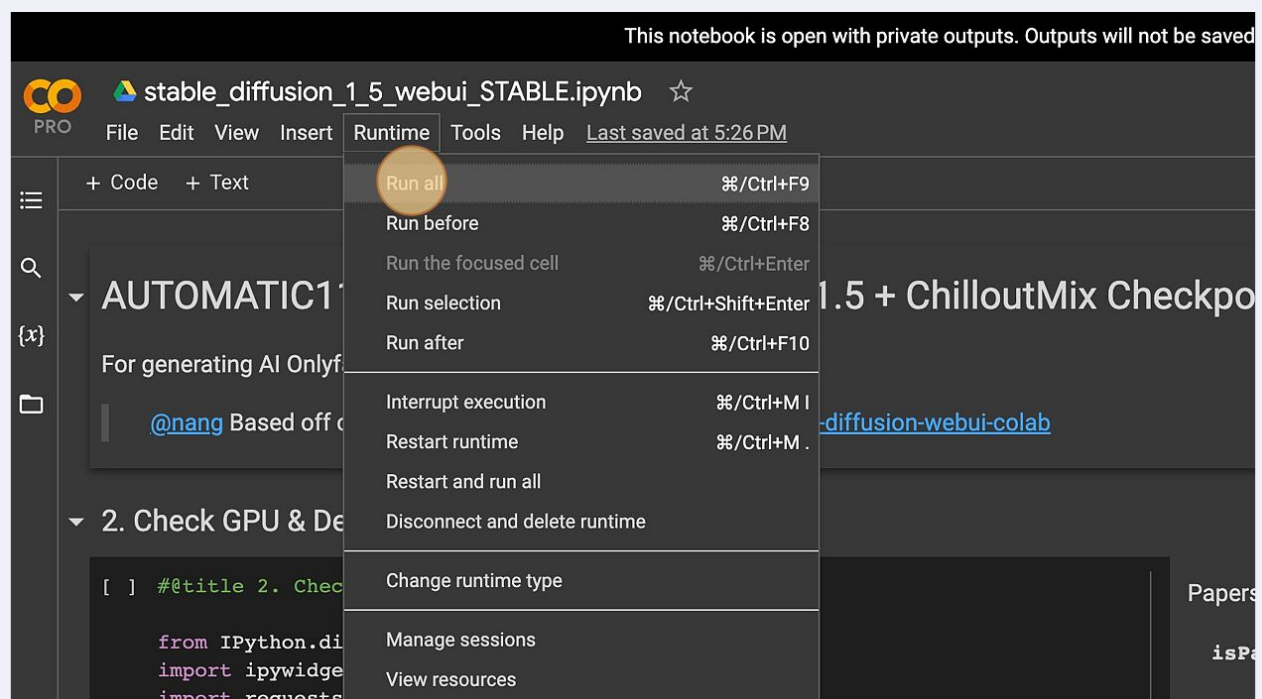 This notebook is open with private outputs. Outputs will not be saved
CO
PRO
stable_diffusion_1_5_webui_STABLE.ipynb
File Edit View Insert Runtime Tools Help Last saved at 5:26 PM
+ Code + Text
Run all ⌘/Ctrl+F9
Run before ⌘/Ctrl+F8
Run the focused cell ⌘/Ctrl+Enter
Run selection ⌘/Ctrl+Shift+Enter
Run after ⌘/Ctrl+F10
Interrupt execution ⌘/Ctrl+M I
Restart runtime ⌘/Ctrl+M .
Restart and run all
Disconnect and delete runtime
Change runtime type
Manage sessions
View resources
{x}
AUTOMATIC1 1.5 + ChilloutMix Checkpo
For generating AI Onlyf
@nang Based off -diffusion-webui-colab
2. Check GPU & De
[ ] #@title 2. Chec
from IPython.di
import ipywidge
import requests
Papers
isPa